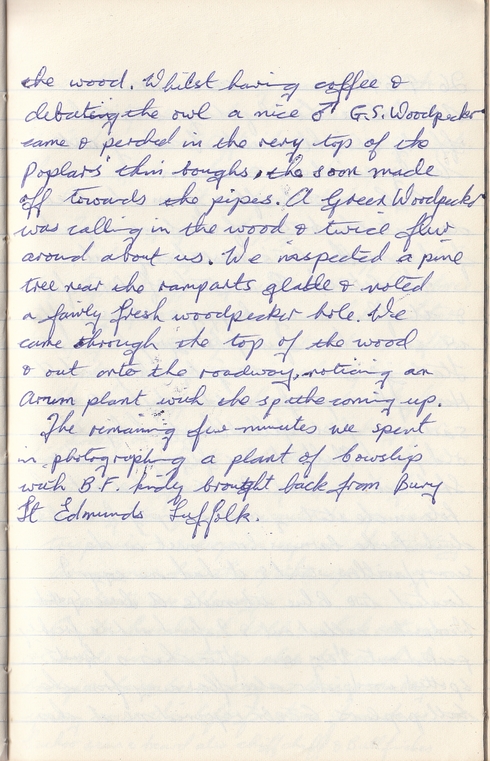 the wood. Whilst having coffee &
debating the owl a nice ♂ G.S. Woodpecker
came & perched in the very top of the
Poplars' thin boughs, the soon made
off towards the pipes. A Green Woodpecker
was calling in the wood & twice flew
around about us. We inspected a pine
tree near the ramparts glade & noted
a fairly fresh woodpecker hole. We
came through the top of the wood
& out onto the roadway, noticing an
Arum plant with the spathe coming up.
The remaining few minutes we spent
in photographing a plant of
with B.F. kindly brought back from Bury
St Edmunds Suffolk.